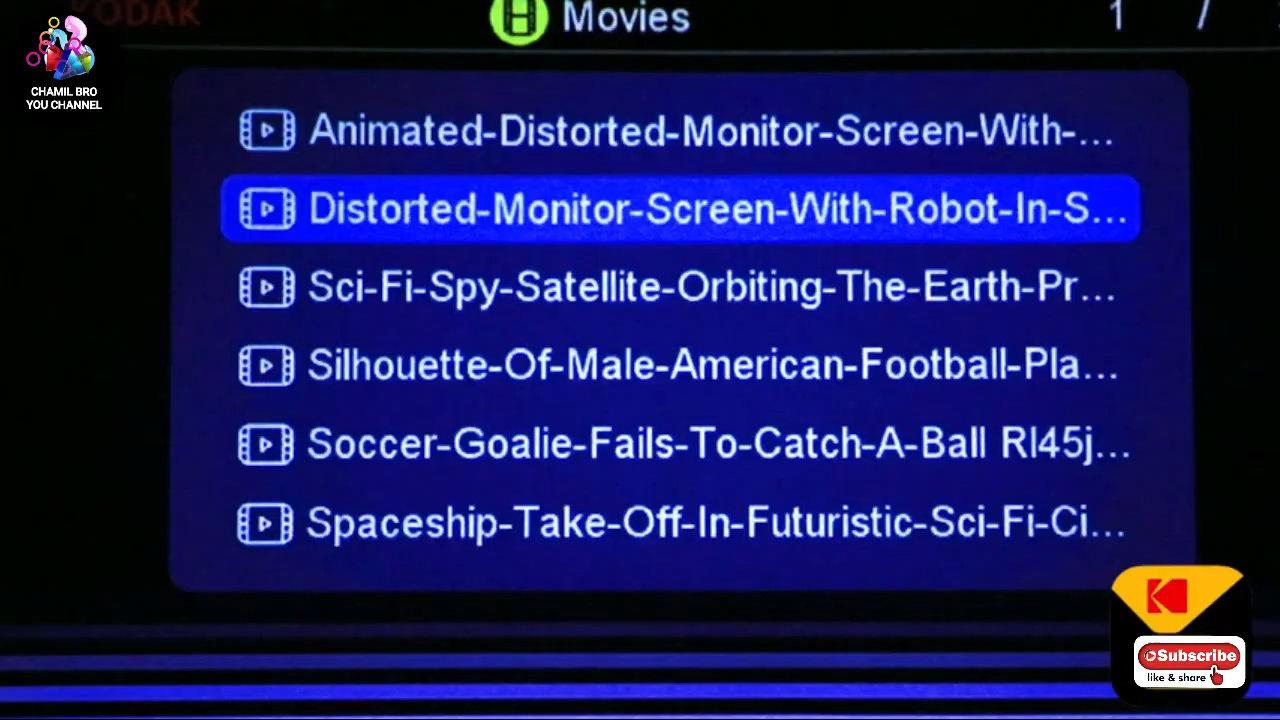 KODAK
Movies
1 /
CHAMIL BRO
YOU CHANNEL
Animated-Distorted-Monitor-Screen-With-...
Distorted-Monitor-Screen-With-Robot-In-S...
Sci-Fi-Spy-Satellite-Orbiting-The-Earth-Pr...
Silhouette-Of-Male-American-Football-Pla...
Soccer-Goalie-Fails-To-Catch-A-Ball Rl45j...
Spaceship-Take-Off-In-Futuristic-Sci-Fi-Ci...
Subscribe
like & share